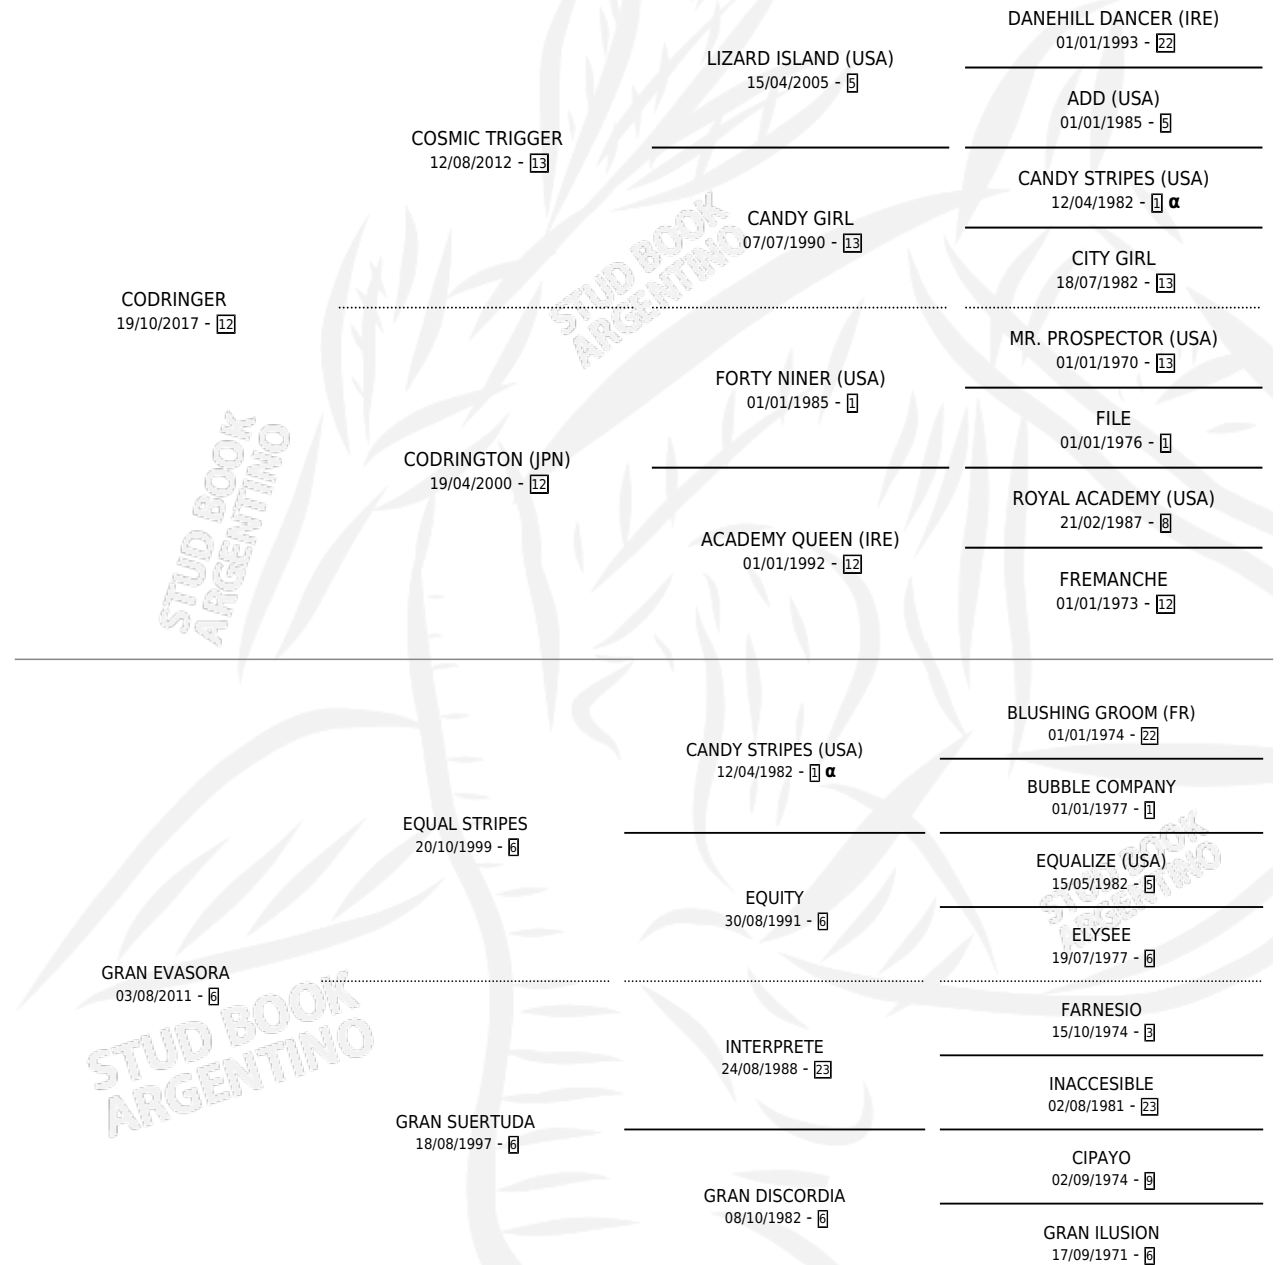 DANEHILL DANCER (IRE)
01/01/1993 - 22
LIZARD ISLAND (USA)
15/04/2005 - 5
ADD (USA)
01/01/1985 - 5
COSMIC TRIGGER
12/08/2012 - 13
CANDY STRIPES (USA)
12/04/1982 - 1 α
CANDY GIRL
07/07/1990 - 13
CITY GIRL
18/07/1982 - 13
CODRINGER
19/10/2017 - 12
MR. PROSPECTOR (USA)
01/01/1970 - 13
FORTY NINER (USA)
01/01/1985 - 1
FILE
01/01/1976 - 1
CODRINGTON (JPN)
19/04/2000 - 12
ROYAL ACADEMY (USA)
21/02/1987 - 8
ACADEMY QUEEN (IRE)
01/01/1992 - 12
FREMANCHE
01/01/1973 - 12
BLUSHING GROOM (FR)
01/01/1974 - 22
CANDY STRIPES (USA)
12/04/1982 - 1 α
BUBBLE COMPANY
01/01/1977 - 1
EQUAL STRIPES
20/10/1999 - 6
EQUALIZE (USA)
15/05/1982 - 5
EQUITY
30/08/1991 - 6
ELYSEE
19/07/1977 - 6
GRAN EVASORA
03/08/2011 - 6
FARNESIO
15/10/1974 - 3
INTERPRETE
24/08/1988 - 23
INACCESIBLE
02/08/1981 - 23
GRAN SUERTUDA
18/08/1997 - 6
CIPAYO
02/09/1974 - 9
GRAN DISCORDIA
08/10/1982 - 6
GRAN ILUSION
17/09/1971 - 6
STUD BOOK
ARGENTINO
STUD BOOK
ARGENTINO
STUD BOOK
ARGENTINO
STUD BOOK
ARGENTINO